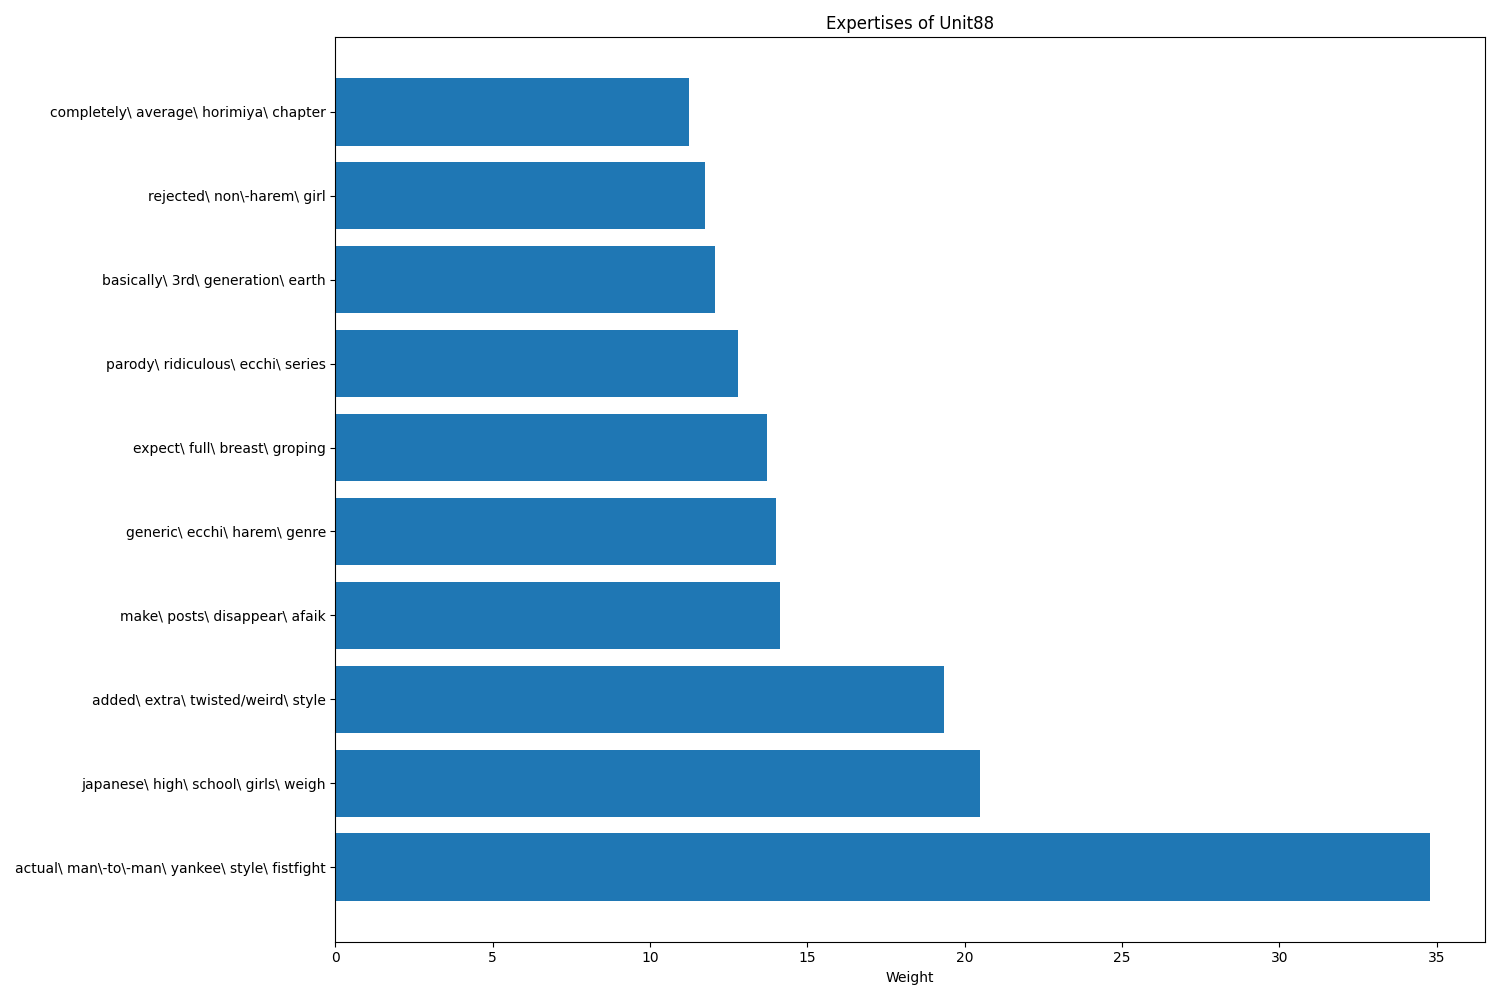 Expertises of Unit88
completely\ average\ horimiya\ chapter
rejected\ non\-harem\ girl
basically\ 3rd\ generation\ earth
parody\ ridiculous\ ecchi\ series
expect\ full\ breast\ groping
generic\ ecchi\ harem\ genre
make\ posts\ disappear\ afaik
added\ extra\ twisted/weird\ style
japanese\ high\ school\ girls\ weigh
actual\ man\-to\-man\ yankee\ style\ fistfight
0 5 10 15 20 25 30 35
Weight